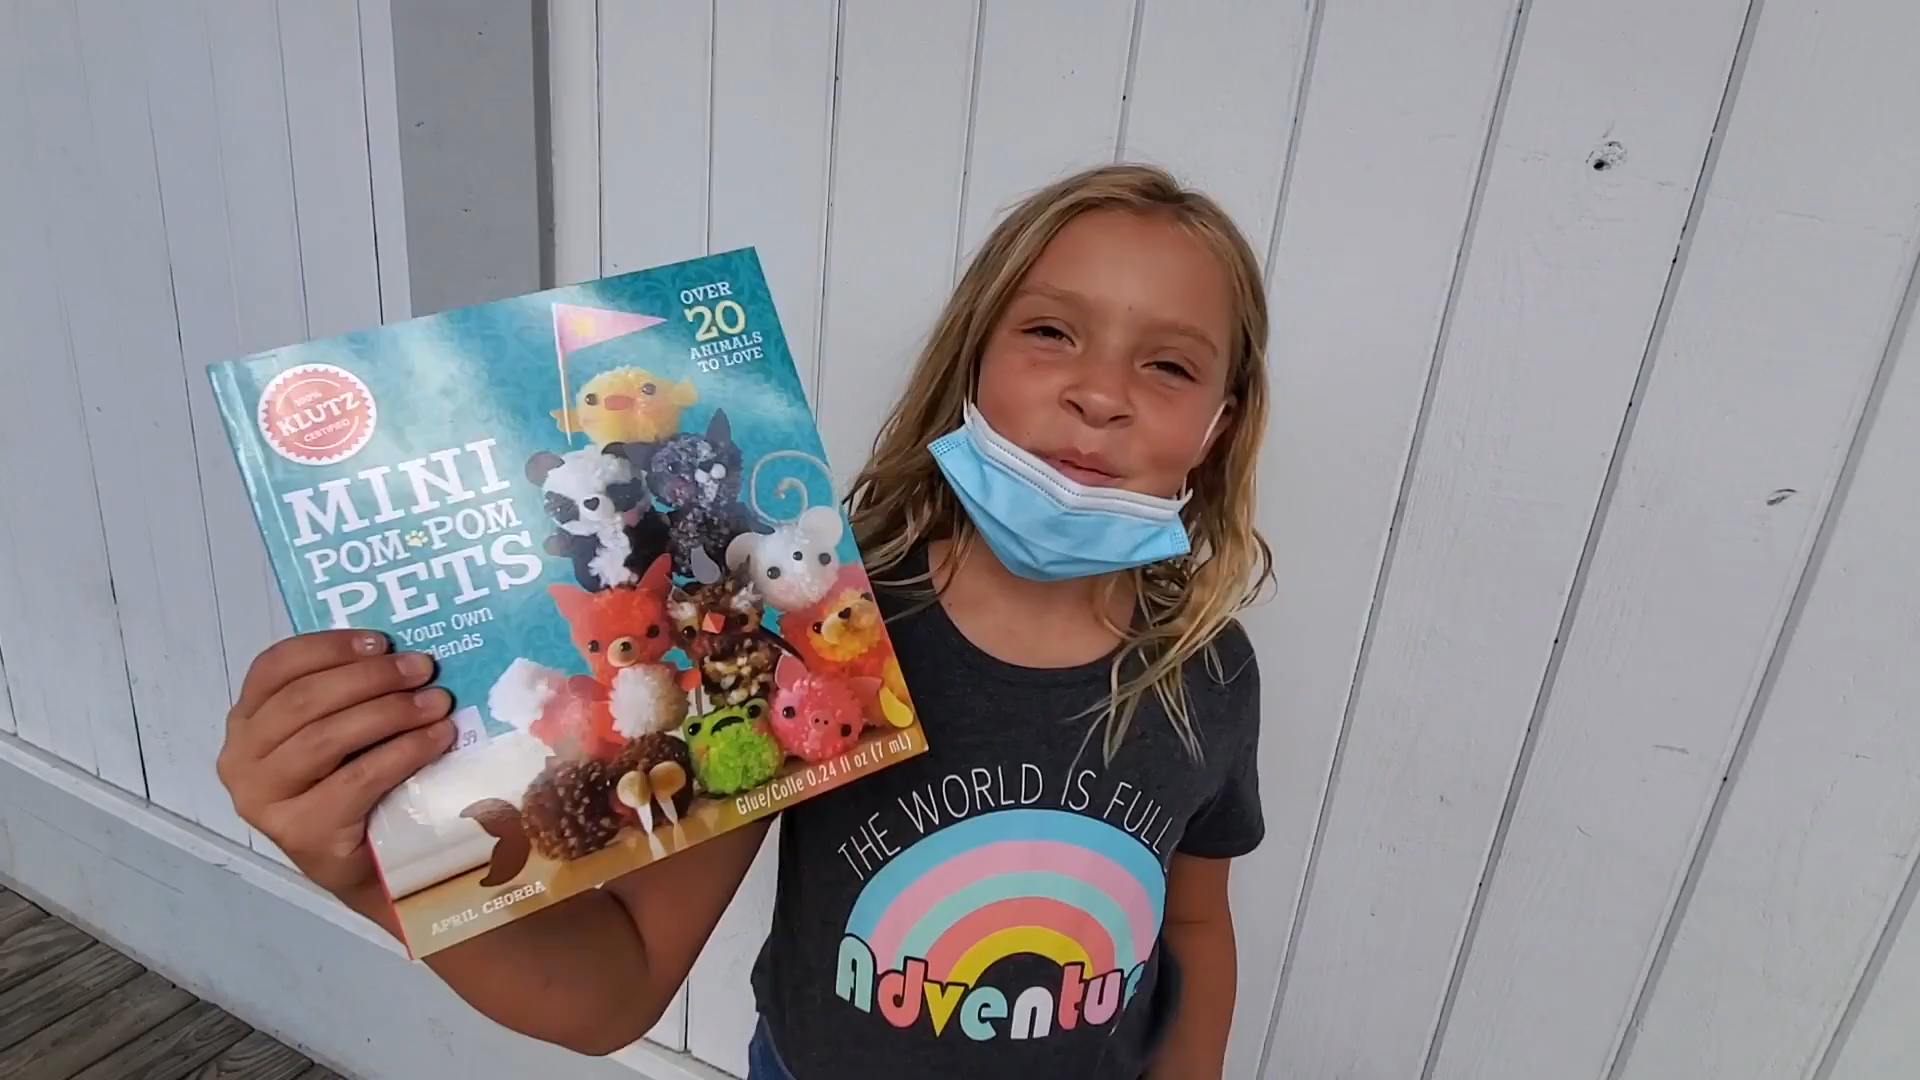 OVER
20
ANIMALS
TO LOVE
100%
KLUTZ
CERTIFIED
MINI
POM POM
PETS
Your Own
Glue/Colle 0.24 fl oz (7 mL)
APRIL CHORBA
THE WORLD IS FULL
Adventu